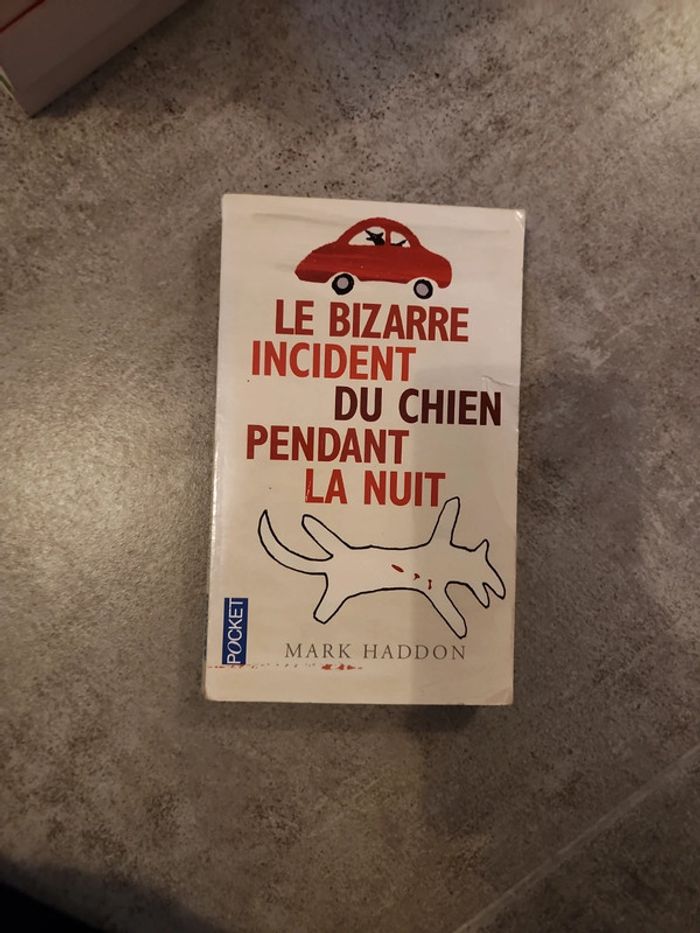 LE BIZARRE
INCIDENT
DU CHIEN
PENDANT
LA NUIT
POCKET
MARK HADDON